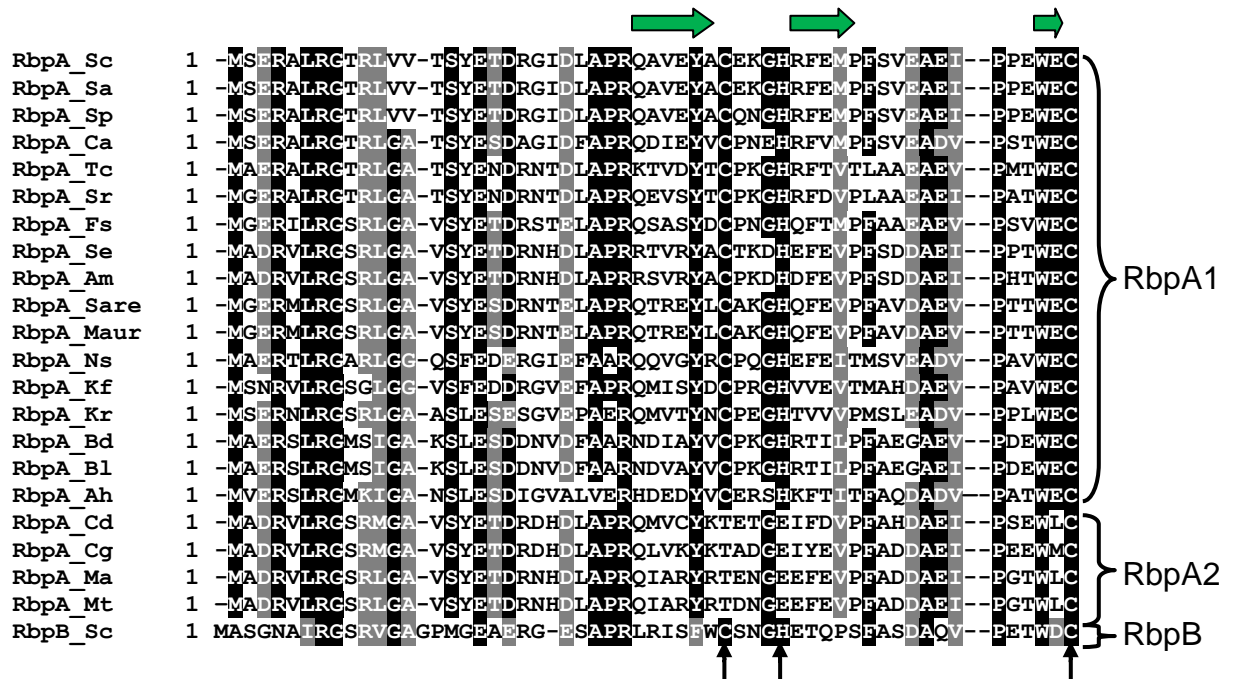 RbpA_Sc 1 -MSERALRGTRLVV-TSYETDRGIDLAPRQAVEYACEKGHRFEMPFSVEAEI--PPEWEC
RbpA_Sa 1 -MSERALRGTRLVV-TSYETDRGIDLAPRQAVEYACEKGHRFEMPFSVEAEI--PPEWEC
RbpA_Sp 1 -MSERALRGTRLVV-TSYETDRGIDLAPRQAVEYACQNGHRFEMPFSVEAEI--PPEWEC
RbpA_Ca 1 -MSERALRGTRLGA-TSYESDAGIDFAPRQDIEYVCPNEHRFVMPFSVEADV--PSTWEC
RbpA_Tc 1 -MAERALRGTRLGA-TSYENDRNTDLAPRKTVDYTCPKGHRFTVTLAAEAEV--PMTWEC
RbpA_Sr 1 -MGERALRGTRLGA-TSYENDRNTDLAPRQEVSYTCPKGHRFDVPLAAEAEI--PATWEC
RbpA_Fs 1 -MGERILRGSRLGA-VSYETDRSTELAPRQSASYDCPNGHQFTMPFAAEAEV--PSVWEC
RbpA_Se 1 -MADRVLRGSRLGA-VSYETDRNHDLAPRRTVRYACTKDHEFEVPFSDDAEI--PPTWEC
RbpA_Am 1 -MADRVLRGSRLGA-VSYETDRNHDLAPRRSVRYACPKDHDFEVPFSDDAEI--PHTWEC
RbpA_Sare 1 -MGERMLRGSRLGA-VSYESDRNTELAPRQTREYLCAKGHQFEVPFAVDAEI--PTTWEC
RbpA_Maur 1 -MGERMLRGSRLGA-VSYESDRNTELAPRQTREYLCAKGHQFEVPFAVDAEV--PTTWEC
RbpA_Ns 1 -MAERTLRGARLGG-QSFEDERGIEFAARQQVGYRCPQGHEFEITMSVEADV--PAVWEC
RbpA_Kf 1 -MSNRVLRGSGLGG-VSFEDDRGVEFAPRQMISYDCPRGHVVEVTMAHDAEV--PAVWEC
RbpA_Kr 1 -MSERNLRGSRLGA-ASLESESGVEPAERQMVTYNCPEGHTVVVPMSLEADV--PPLWEC
RbpA_Bd 1 -MAERSLRGMSIGA-KSLESDDNVDFAARNDIAYVCPKGHRTILPFAEGAEV--PDEWEC
RbpA_Bl 1 -MAERSLRGMSIGA-KSLESDDNVDFAARNDVAYVCPKGHRTILPFAEGAEI--PDEWEC
RbpA_Ah 1 -MVERSLRGMKIGA-NSLESDIGVALVERHDEDYVCERSHKFTITFAQDADV--PATWEC
RbpA1
RbpA_Cd 1 -MADRVLRGSRMGA-VSYETDRDHDLAPRQMVCYKTETGEIFDVPFAHDAEI--PSEWLC
RbpA_Cg 1 -MADRVLRGSRMGA-VSYETDRDHDLAPRQLVKYKTADGEIYEVPFADDAEI--PEEWMC
RbpA_Ma 1 -MADRVLRGSRLGA-VSYETDRNHDLAPRQIARYRTENGEEFEVPFADDAEI--PGTWLC
RbpA_Mt 1 -MADRVLRGSRLGA-VSYETDRNHDLAPRQIARYRTDNGEEFEVPFADDAEI--PGTWLC
RbpA2
RbpB_Sc 1 MASGNAIRGSRVGAGPMGEAERG-ESAPRLRISFWCSNGHETQPSFASDAQV--PETWDC
RbpB